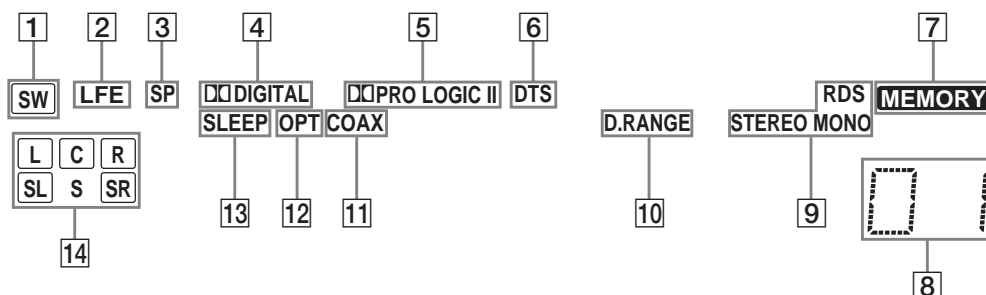 1 2 3 4 5 6 7
SW LFE SP DIGITAL PRO LOGIC II DTS RDS MEMORY
SLEEP OPT COAX D.RANGE STEREO MONO
L C R
SL S SR
13 12 11 10 9
14
8